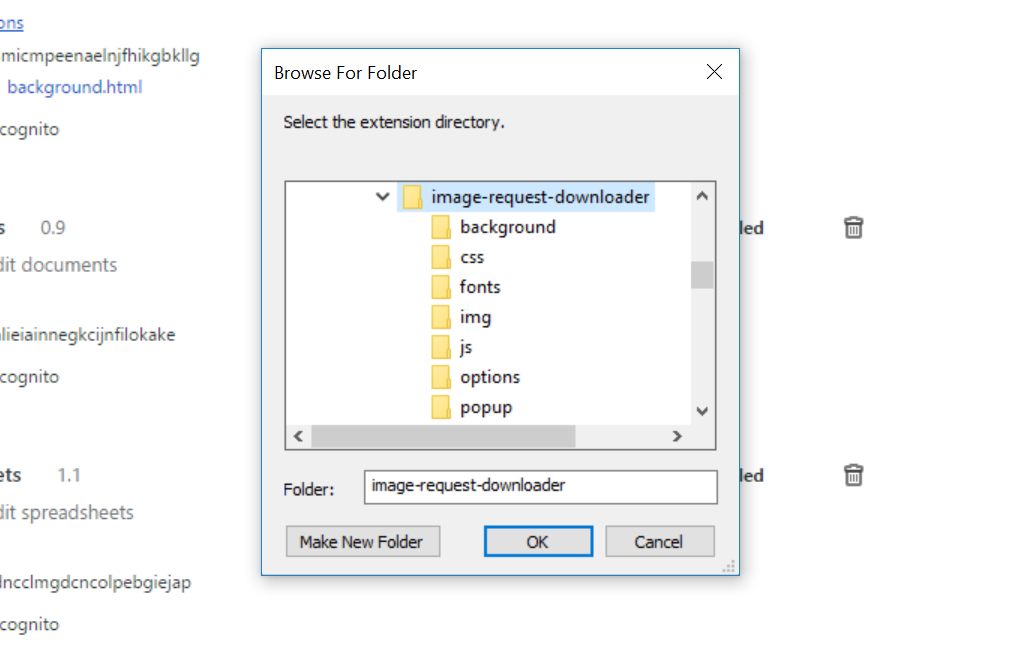 ons
micmpeenaelnjfhikgbkllg
background.html
cognito
s 0.9
dit documents
lieiainnegkcijnfilokake
cognito
ets 1.1
dit spreadsheets
lncclmgdcncolpebgiejap
cognito
Browse For Folder
Select the extension directory.
image-request-downloader
background
css
fonts
img
js
options
popup
Folder: image-request-downloader
Make New Folder OK Cancel
led
led